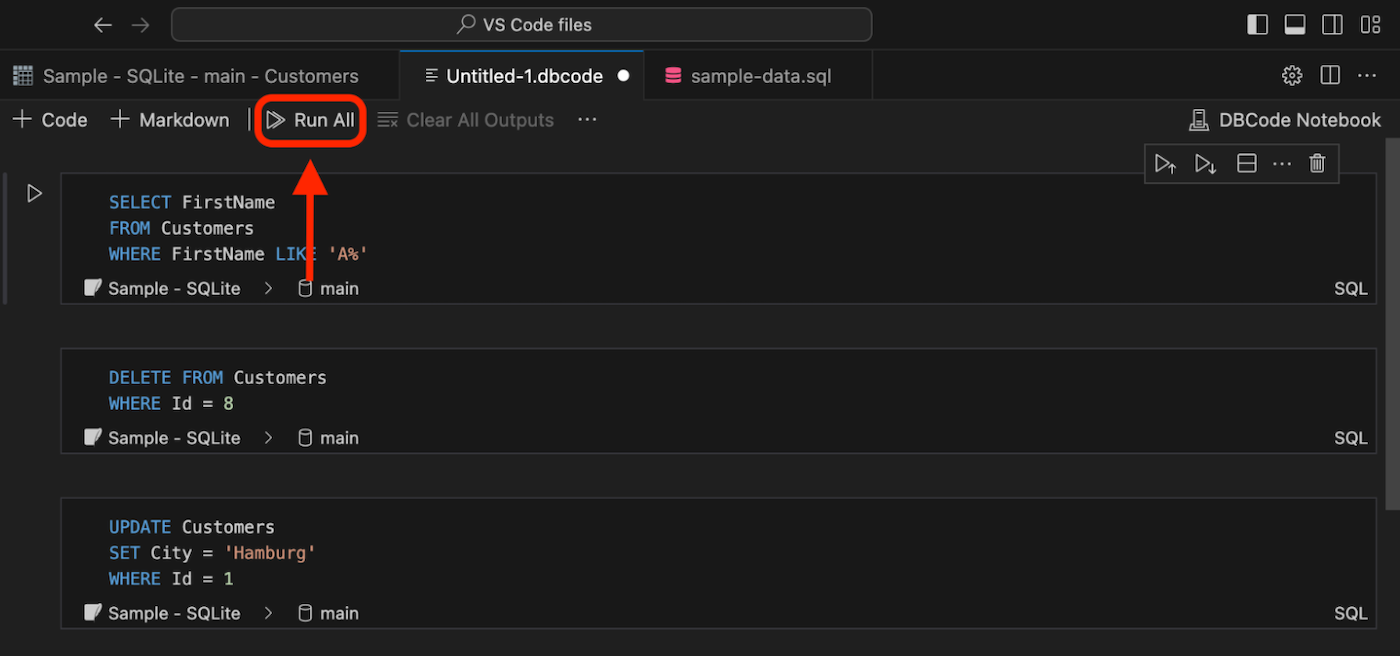 VS Code files
Sample - SQLite - main - Customers
Untitled-1.dbcode
sample-data.sql
Code
Markdown
Run All
Clear All Outputs
DBCode Notebook
SELECT FirstName
FROM Customers
WHERE FirstName LIKE 'A%'
Sample - SQLite > main SQL
DELETE FROM Customers
WHERE Id = 8
Sample - SQLite > main SQL
UPDATE Customers
SET City = 'Hamburg'
WHERE Id = 1
Sample - SQLite > main SQL